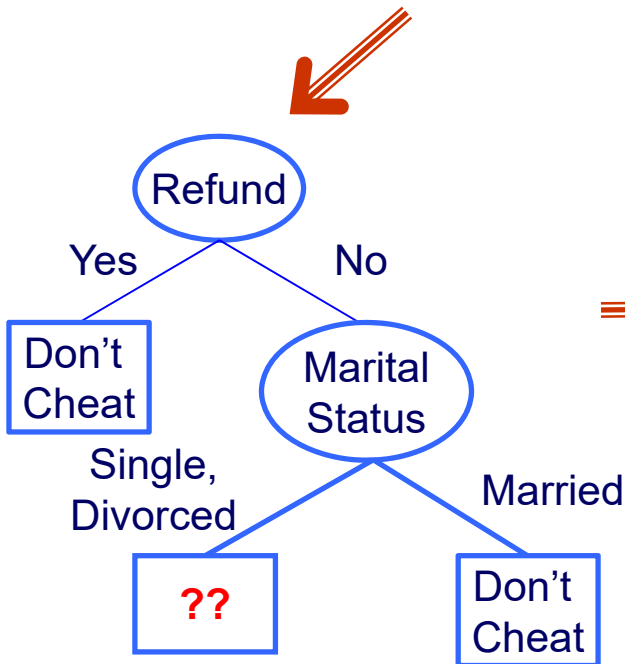 Refund
Yes
No
Don't
Cheat
Marital
Status
Single,
Divorced
Married
??
Don't
Cheat